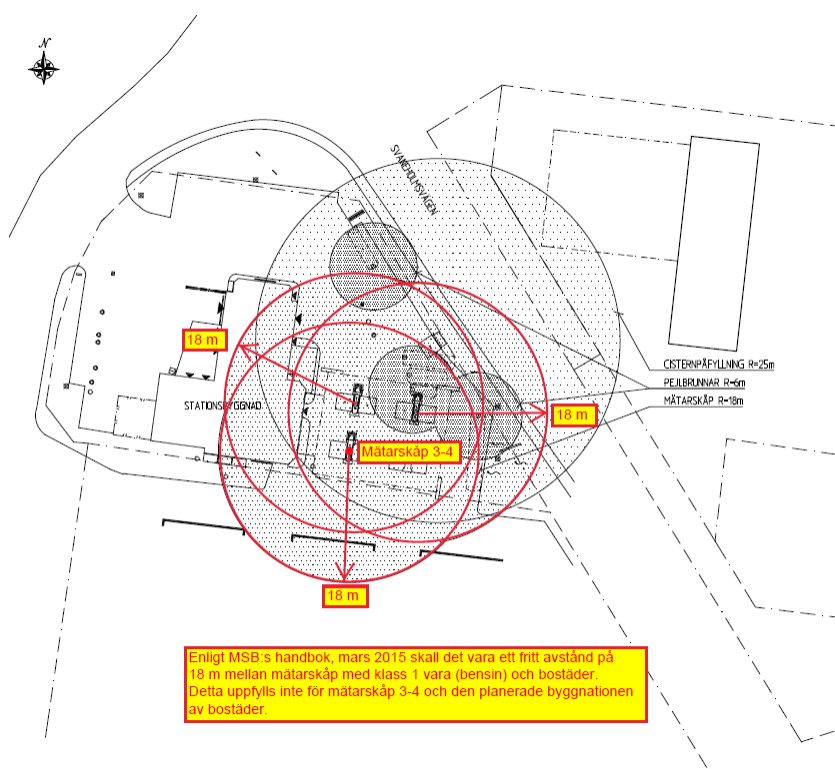 N
SVANEHOLMSVÄGEN
18 m
CISTERNPÅFYLLNING R=25m
PEJLBRUNNAR R=6m
MÄTARSKÅP R=18m
STATIONSBYGGNAD
18 m
Mätarskåp 3-4
18 m
Enligt MSB:s handbok, mars 2015 skall det vara ett fritt avstånd på
18 m mellan mätarskåp med klass 1 vara (bensin) och bostäder.
Detta uppfylls inte för mätarskåp 3-4 och den planerade byggnationen
av bostäder.